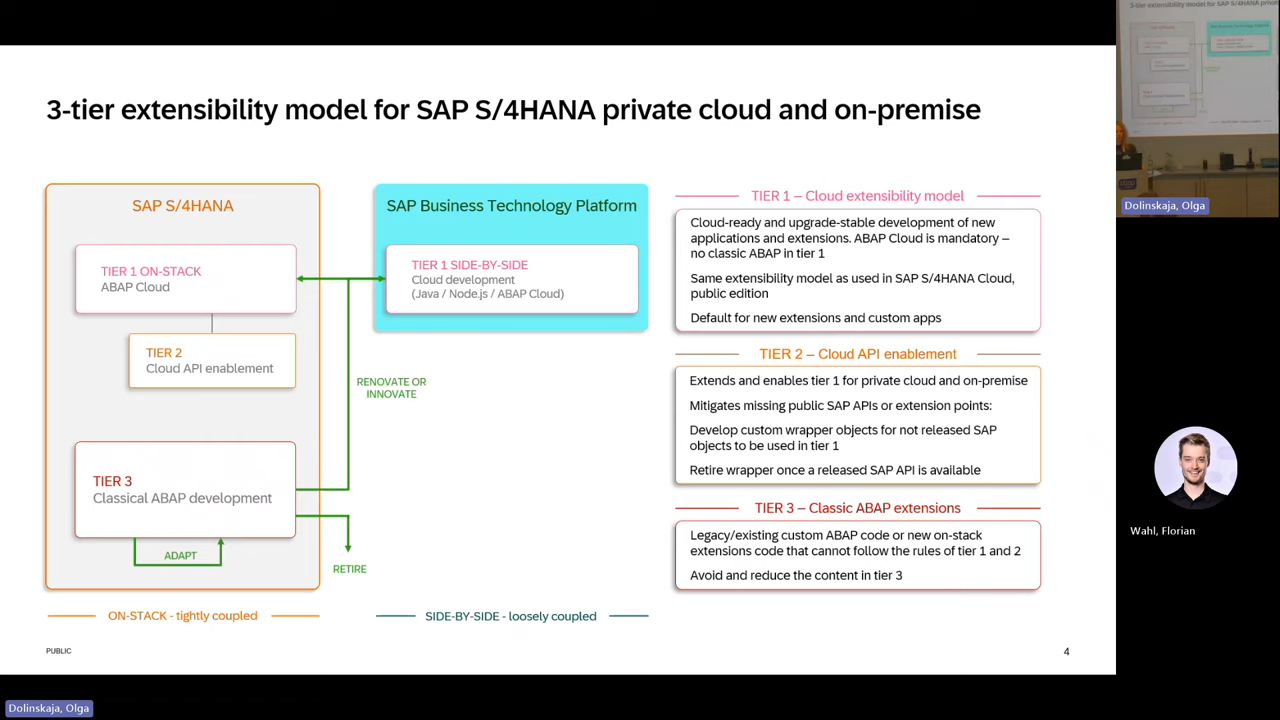 3-tier extensibility model for SAP S/4HANA private cloud and on-premise
SAP S/4HANA
TIER 1 ON-STACK
ABAP Cloud
TIER 2
Cloud API enablement
TIER 3
Classical ABAP development
ADAPT
RENOVATE OR
INNOVATE
RETIRE
ON-STACK - tightly coupled
SAP Business Technology Platform
TIER 1 SIDE-BY-SIDE
Cloud development
(Java / Node.js / ABAP Cloud)
SIDE-BY-SIDE - loosely coupled
TIER 1 – Cloud extensibility model
Cloud-ready and upgrade-stable development of new
applications and extensions. ABAP Cloud is mandatory –
no classic ABAP in tier 1
Same extensibility model as used in SAP S/4HANA Cloud,
public edition
Default for new extensions and custom apps
TIER 2 – Cloud API enablement
Extends and enables tier 1 for private cloud and on-premise
Mitigates missing public SAP APIs or extension points:
Develop custom wrapper objects for not released SAP
objects to be used in tier 1
Retire wrapper once a released SAP API is available
TIER 3 – Classic ABAP extensions
Legacy/existing custom ABAP code or new on-stack
extensions code that cannot follow the rules of tier 1 and 2
Avoid and reduce the content in tier 3
PUBLIC
4
3-tier extensibility model for SAP S/4HANA private
Dolinskaja, Olga
Wahl, Florian
Dolinskaja, Olga